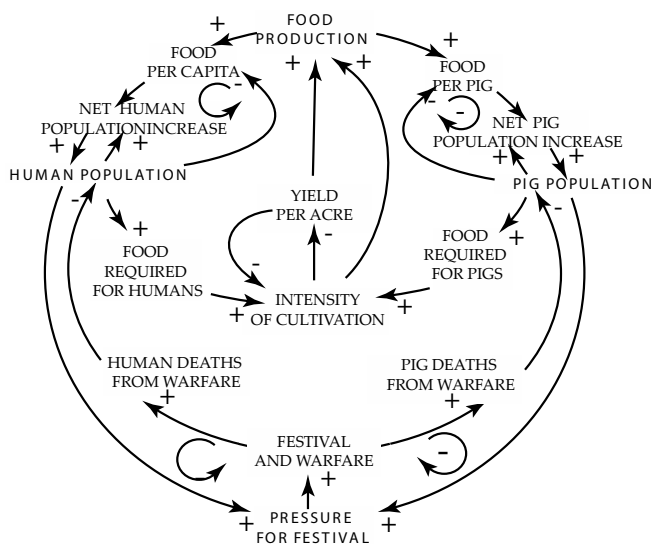 FOOD
PRODUCTION
+
+
FOOD
PER CAPITA
+
+
FOOD
PER PIG
-
-
-
NET HUMAN
POPULATIONINCREASE
+
+
NET PIG
POPULATION INCREASE
+
+
+
+
HUMAN POPULATION
PIG POPULATION
-
-
YIELD
PER ACRE
-
+
+
FOOD
REQUIRED
FOR HUMANS
FOOD
REQUIRED
FOR PIGS
-
+
+
INTENSITY
OF CULTIVATION
HUMAN DEATHS
FROM WARFARE
PIG DEATHS
FROM WARFARE
+
+
FESTIVAL
AND WARFARE
-
-
+
+
+
PRESSURE
FOR FESTIVAL